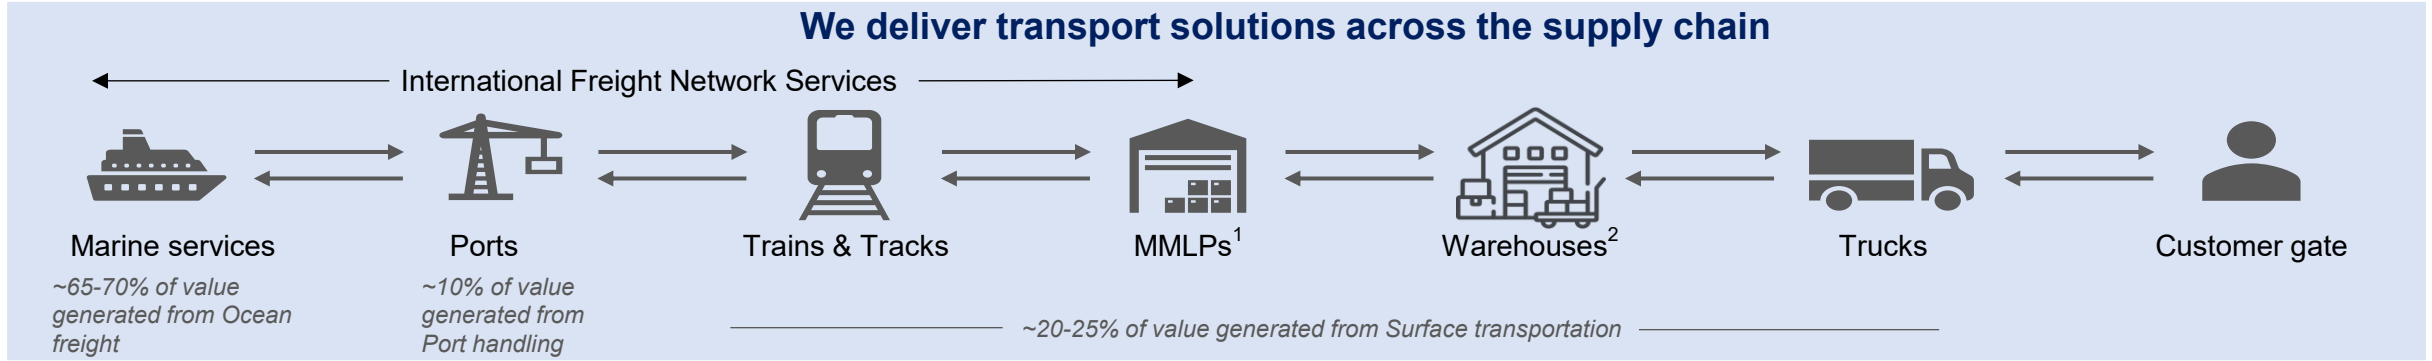 We deliver transport solutions across the supply chain
International Freight Network Services
Marine services
Ports
Trains & Tracks
MMLPs1
Warehouses2
Trucks
Customer gate
~65-70% of value
generated from Ocean
freight
~10% of value
generated from
Port handling
~20-25% of value generated from Surface transportation